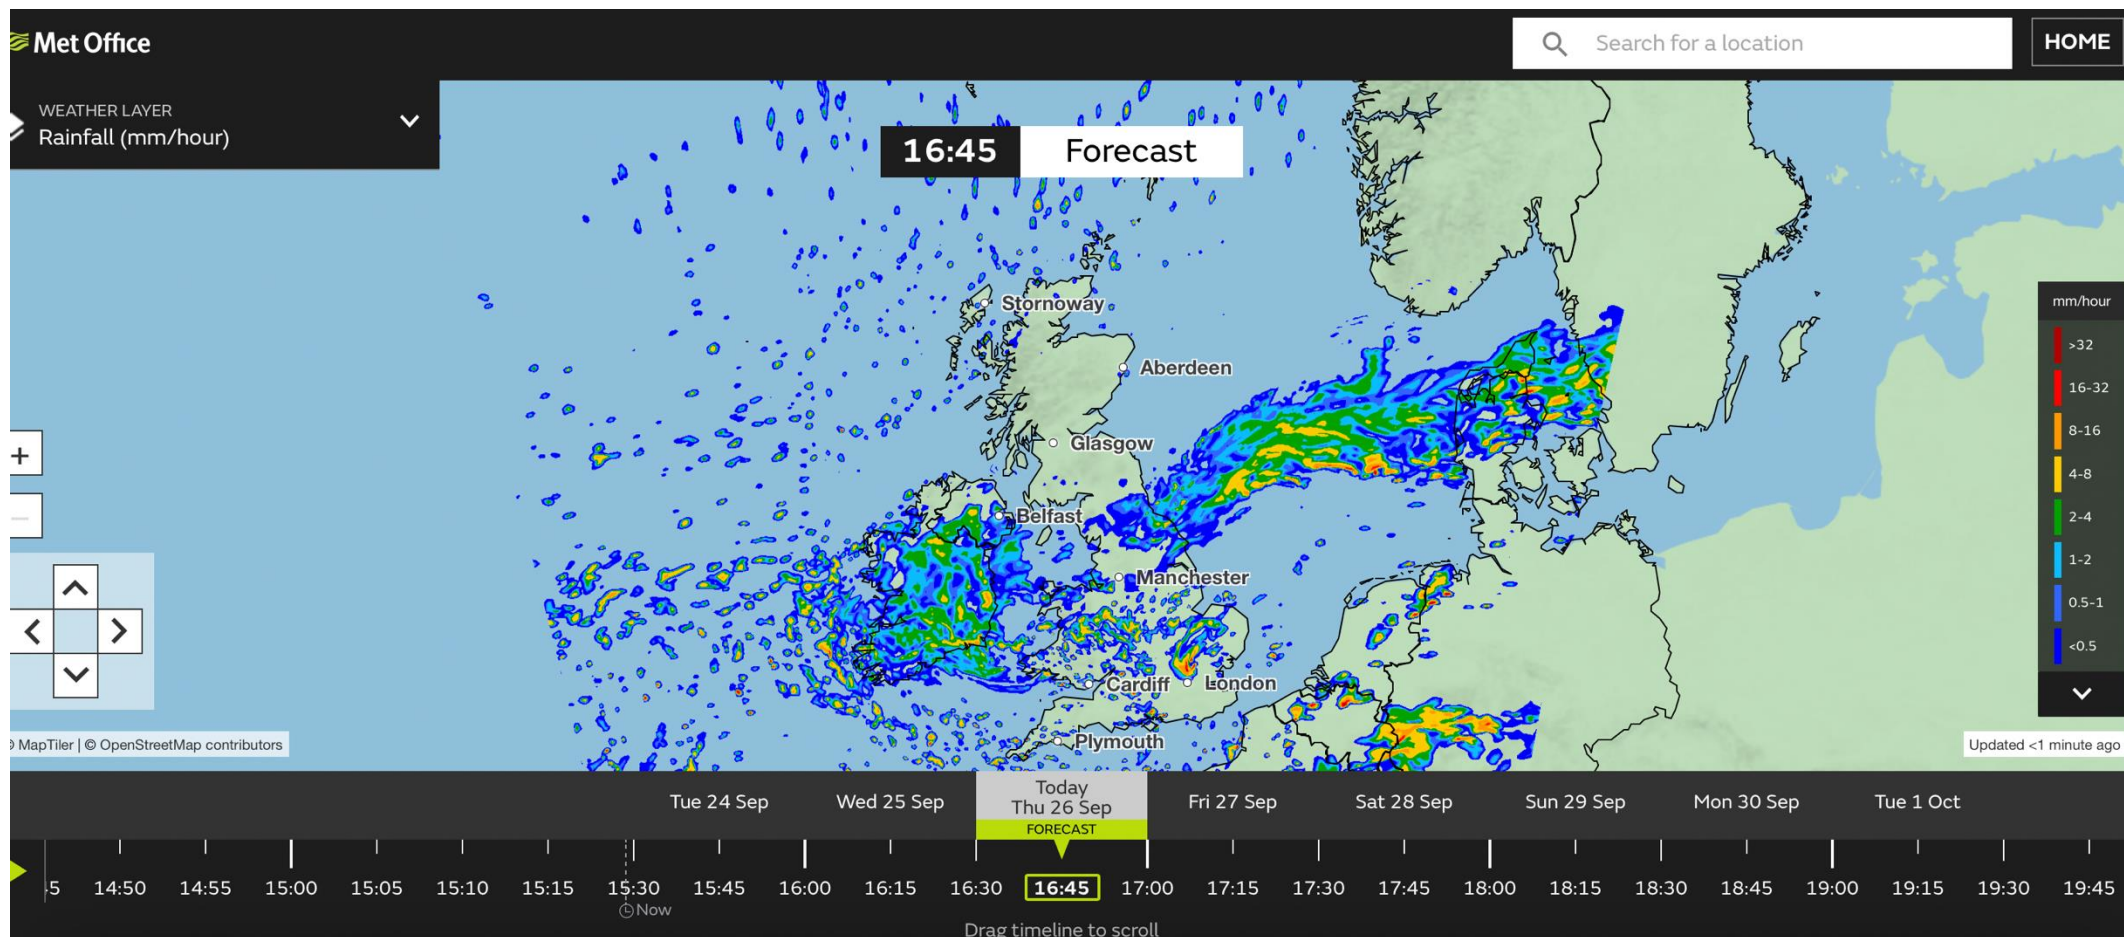 Met Office
Search for a location
HOME
WEATHER LAYER
Rainfall (mm/hour)
16:45 Forecast
Stornoway
Aberdeen
Glasgow
Belfast
Manchester
Cardiff
London
Plymouth
mm/hour
>32
16-32
8-16
4-8
2-4
1-2
0.5-1
<0.5
+
−
© MapTiler | © OpenStreetMap contributors
Updated <1 minute ago
Tue 24 Sep
Wed 25 Sep
Today
Thu 26 Sep
FORECAST
Fri 27 Sep
Sat 28 Sep
Sun 29 Sep
Mon 30 Sep
Tue 1 Oct
14:50 14:55 15:00 15:05 15:10 15:15 15:30 15:45 16:00 16:15 16:30 16:45 17:00 17:15 17:30 17:45 18:00 18:15 18:30 18:45 19:00 19:15 19:30 19:45
Now
Drag timeline to scroll